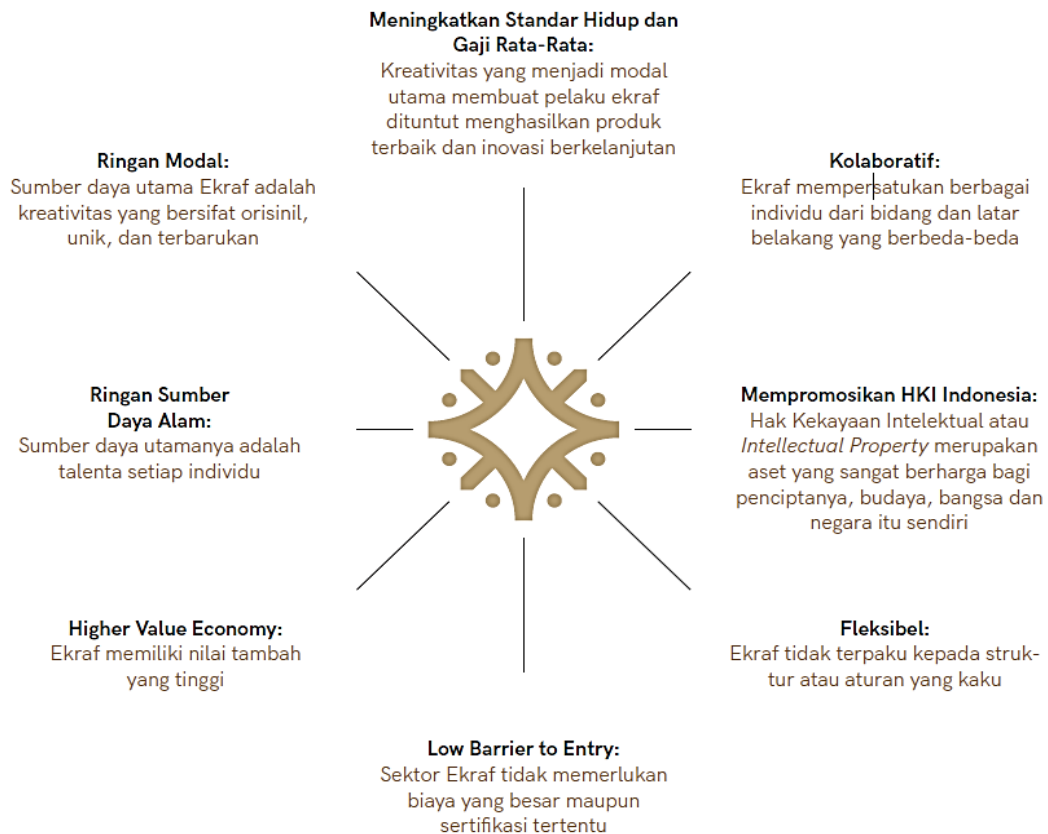 Meningkatkan Standar Hidup dan
Gaji Rata-Rata:
Kreativitas yang menjadi modal
utama membuat pelaku ekraf
dituntut menghasilkan produk
terbaik dan inovasi berkelanjutan
Ringan Modal:
Sumber daya utama Ekraf adalah
kreativitas yang bersifat orisinil,
unik, dan terbarukan
Kolaboratif:
Ekraf mempersatukan berbagai
individu dari bidang dan latar
belakang yang berbeda-beda
Ringan Sumber
Daya Alam:
Sumber daya utamanya adalah
talenta setiap individu
Mempromosikan HKI Indonesia:
Hak Kekayaan Intelektual atau
Intellectual Property merupakan
aset yang sangat berharga bagi
penciptanya, budaya, bangsa dan
negara itu sendiri
Higher Value Economy:
Ekraf memiliki nilai tambah
yang tinggi
Fleksibel:
Ekraf tidak terpaku kepada struk-
tur atau aturan yang kaku
Low Barrier to Entry:
Sektor Ekraf tidak memerlukan
biaya yang besar maupun
sertifikasi tertentu